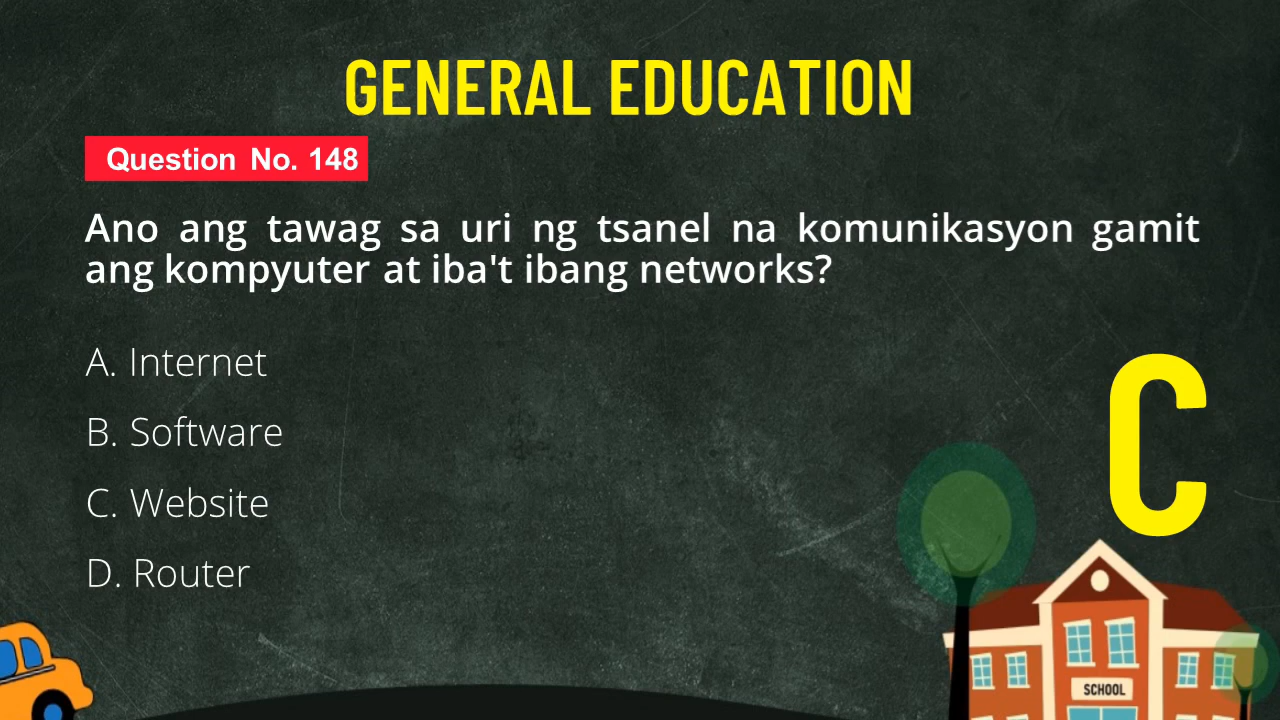 GENERAL EDUCATION
Question No. 148
Ano ang tawag sa uri ng tsanel na komunikasyon gamit
ang kompyuter at iba't ibang networks?
A. Internet
B. Software
C. Website
D. Router
C
SCHOOL